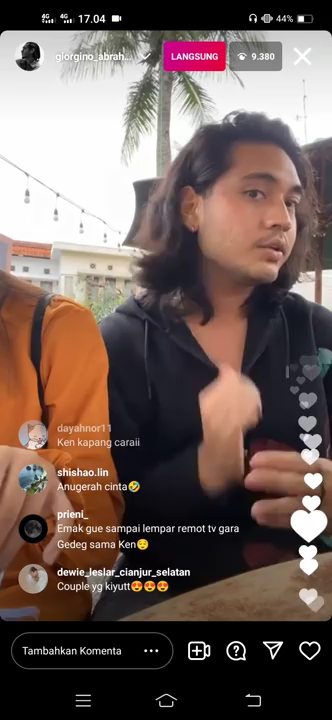 4G 4G 17.04 44%
giorgino_abrah... LANGSUNG 9.380
dayahnor11
Ken kapang caraii
shishao.lin
Anugerah cinta🤣
prieni_
Emak gue sampai lempar remot tv gara
Gedeg sama Ken😌
dewie_leslar_cianjur_selatan
Couple yg kiyutt😍😍😍
Tambahkan Komenta ...